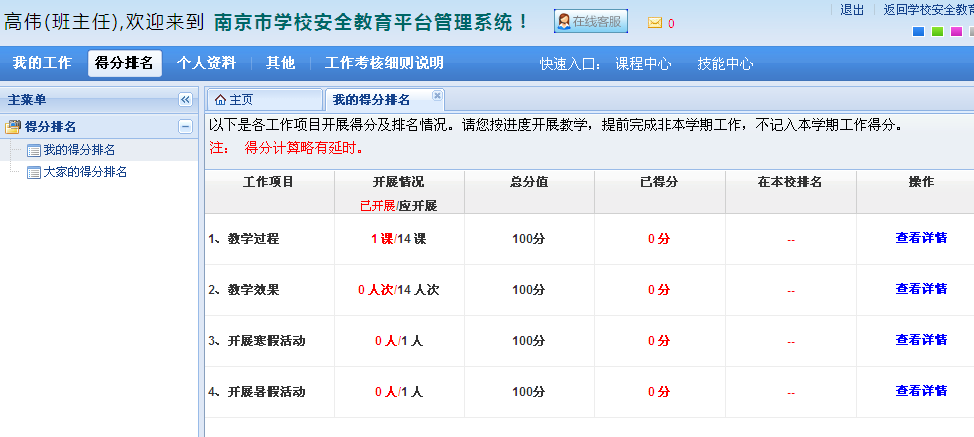 高伟(班主任),欢迎来到 南京市学校安全教育平台管理系统！ 在线客服 0 退出 返回学校安全教育
我的工作 得分排名 个人资料 其他 工作考核细则说明 快速入口: 课程中心 技能中心
主菜单
得分排名
我的得分排名
大家的得分排名
主页 我的得分排名
以下是各工作项目开展得分及排名情况。请您按进度开展教学，提前完成非本学期工作，不记入本学期工作得分。
注: 得分计算略有延时。
工作项目 开展情况 总分值 已得分 在本校排名 操作
已开展/应开展
1、教学过程 1 课/14 课 100分 0 分 -- 查看详情
2、教学效果 0 人次/14 人次 100分 0 分 -- 查看详情
3、开展寒假活动 0 人/1 人 100分 0 分 -- 查看详情
4、开展暑假活动 0 人/1 人 100分 0 分 -- 查看详情